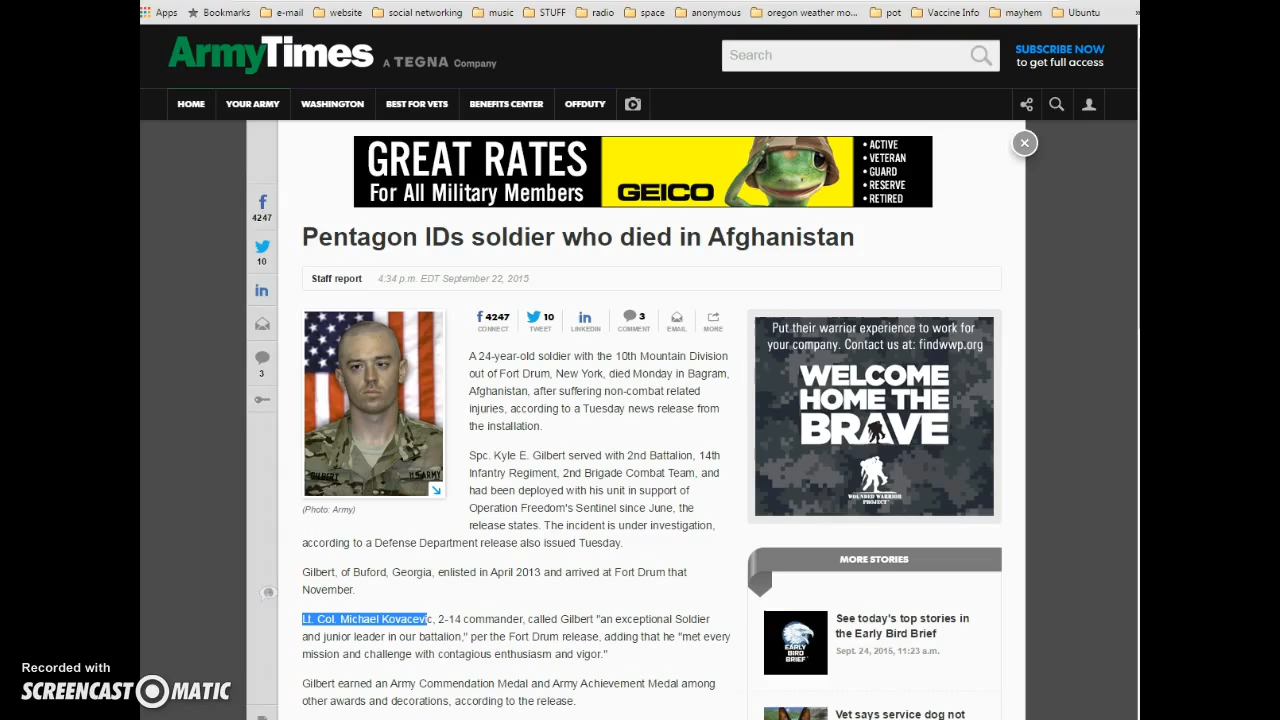 Apps Bookmarks e-mail website social networking music STUFF radio space anonymous oregon weather mo... pot Vaccine Info mayhem Ubuntu »
ArmyTimes A TEGNA Company
Search
SUBSCRIBE NOW
to get full access
HOME YOUR ARMY WASHINGTON BEST FOR VETS BENEFITS CENTER OFFDUTY
GREAT RATES
For All Military Members
GEICO
• ACTIVE
• VETERAN
• GUARD
• RESERVE
• RETIRED
4247
10
3
Pentagon IDs soldier who died in Afghanistan
Staff report 4:34 p.m. EDT September 22, 2015
GILBERT U.S. ARMY
(Photo: Army)
4247 10 in 3
CONNECT TWEET LINKEDIN COMMENT EMAIL MORE
A 24-year-old soldier with the 10th Mountain Division
out of Fort Drum, New York, died Monday in Bagram,
Afghanistan, after suffering non-combat related
injuries, according to a Tuesday news release from
the installation.
Spc. Kyle E. Gilbert served with 2nd Battalion, 14th
Infantry Regiment, 2nd Brigade Combat Team, and
had been deployed with his unit in support of
Operation Freedom's Sentinel since June, the
release states. The incident is under investigation,
according to a Defense Department release also issued Tuesday.
Gilbert, of Buford, Georgia, enlisted in April 2013 and arrived at Fort Drum that
November.
Lt. Col. Michael Kovacevic, 2-14 commander, called Gilbert "an exceptional Soldier
and junior leader in our battalion," per the Fort Drum release, adding that he "met every
mission and challenge with contagious enthusiasm and vigor."
Gilbert earned an Army Commendation Medal and Army Achievement Medal among
other awards and decorations, according to the release.
Put their warrior experience to work for
your company. Contact us at: findwwp.org
WELCOME
HOME THE
BRAVE
WOUNDED WARRIOR
PROJECT
MORE STORIES
EARLY
BIRD
BRIEF
See today's top stories in
the Early Bird Brief
Sept. 24, 2015, 11:23 a.m.
Vet says service dog not
Recorded with
SCREENCAST MATIC